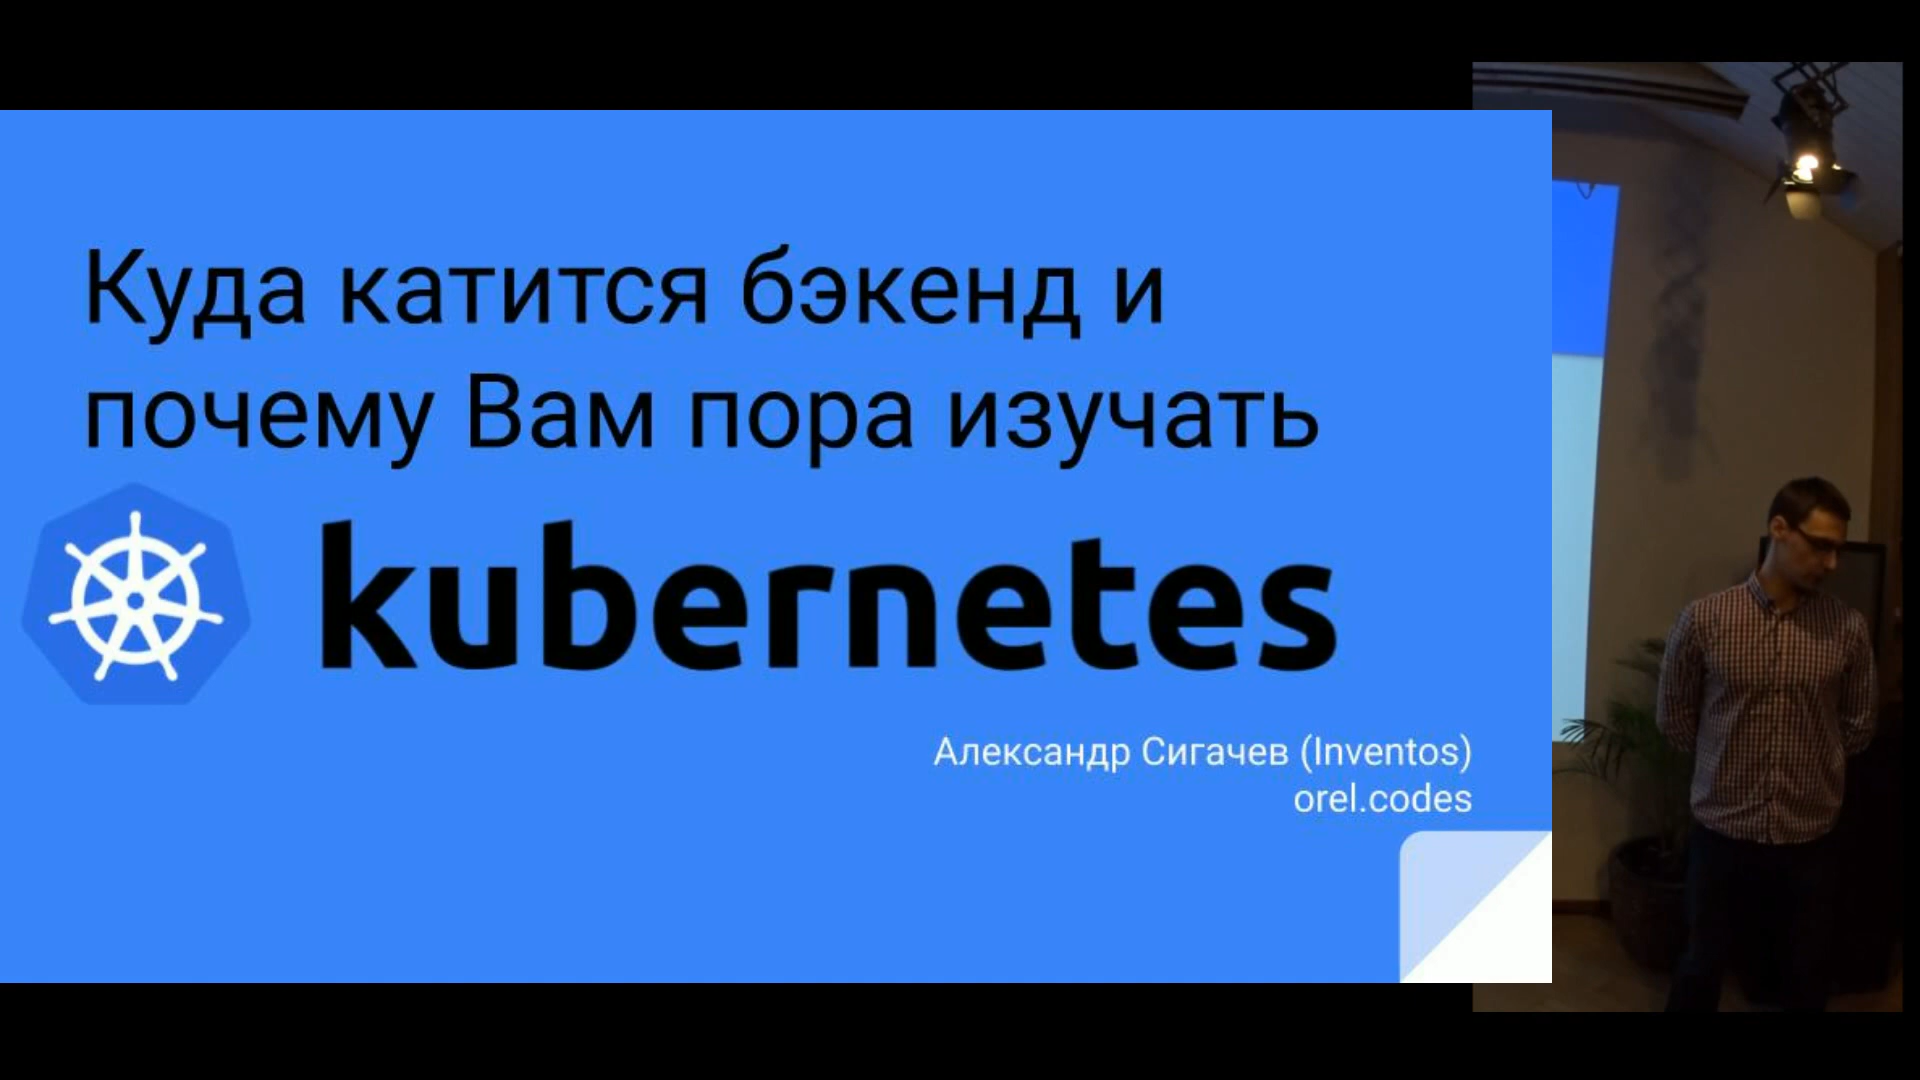 Куда катится бэкенд и
почему Вам пора изучать
kubernetes
Александр Сигачев (Inventos)
orel.codes